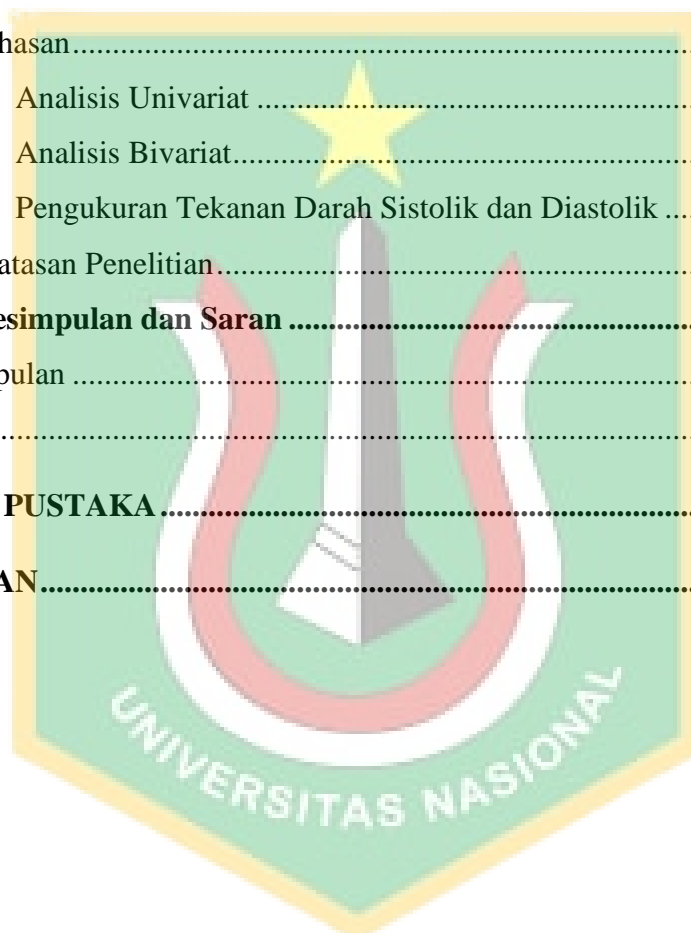 hasan........................................................................
Analisis Univariat ........................................................
Analisis Bivariat...........................................................
Pengukuran Tekanan Darah Sistolik dan Diastolik ....
atasan Penelitian............................................................
esimpulan dan Saran ...................................................
pulan ..............................................................................
.........................................................................................
PUSTAKA....................................................................
AN...................................................................................
UNIVERSITAS NASIONAL